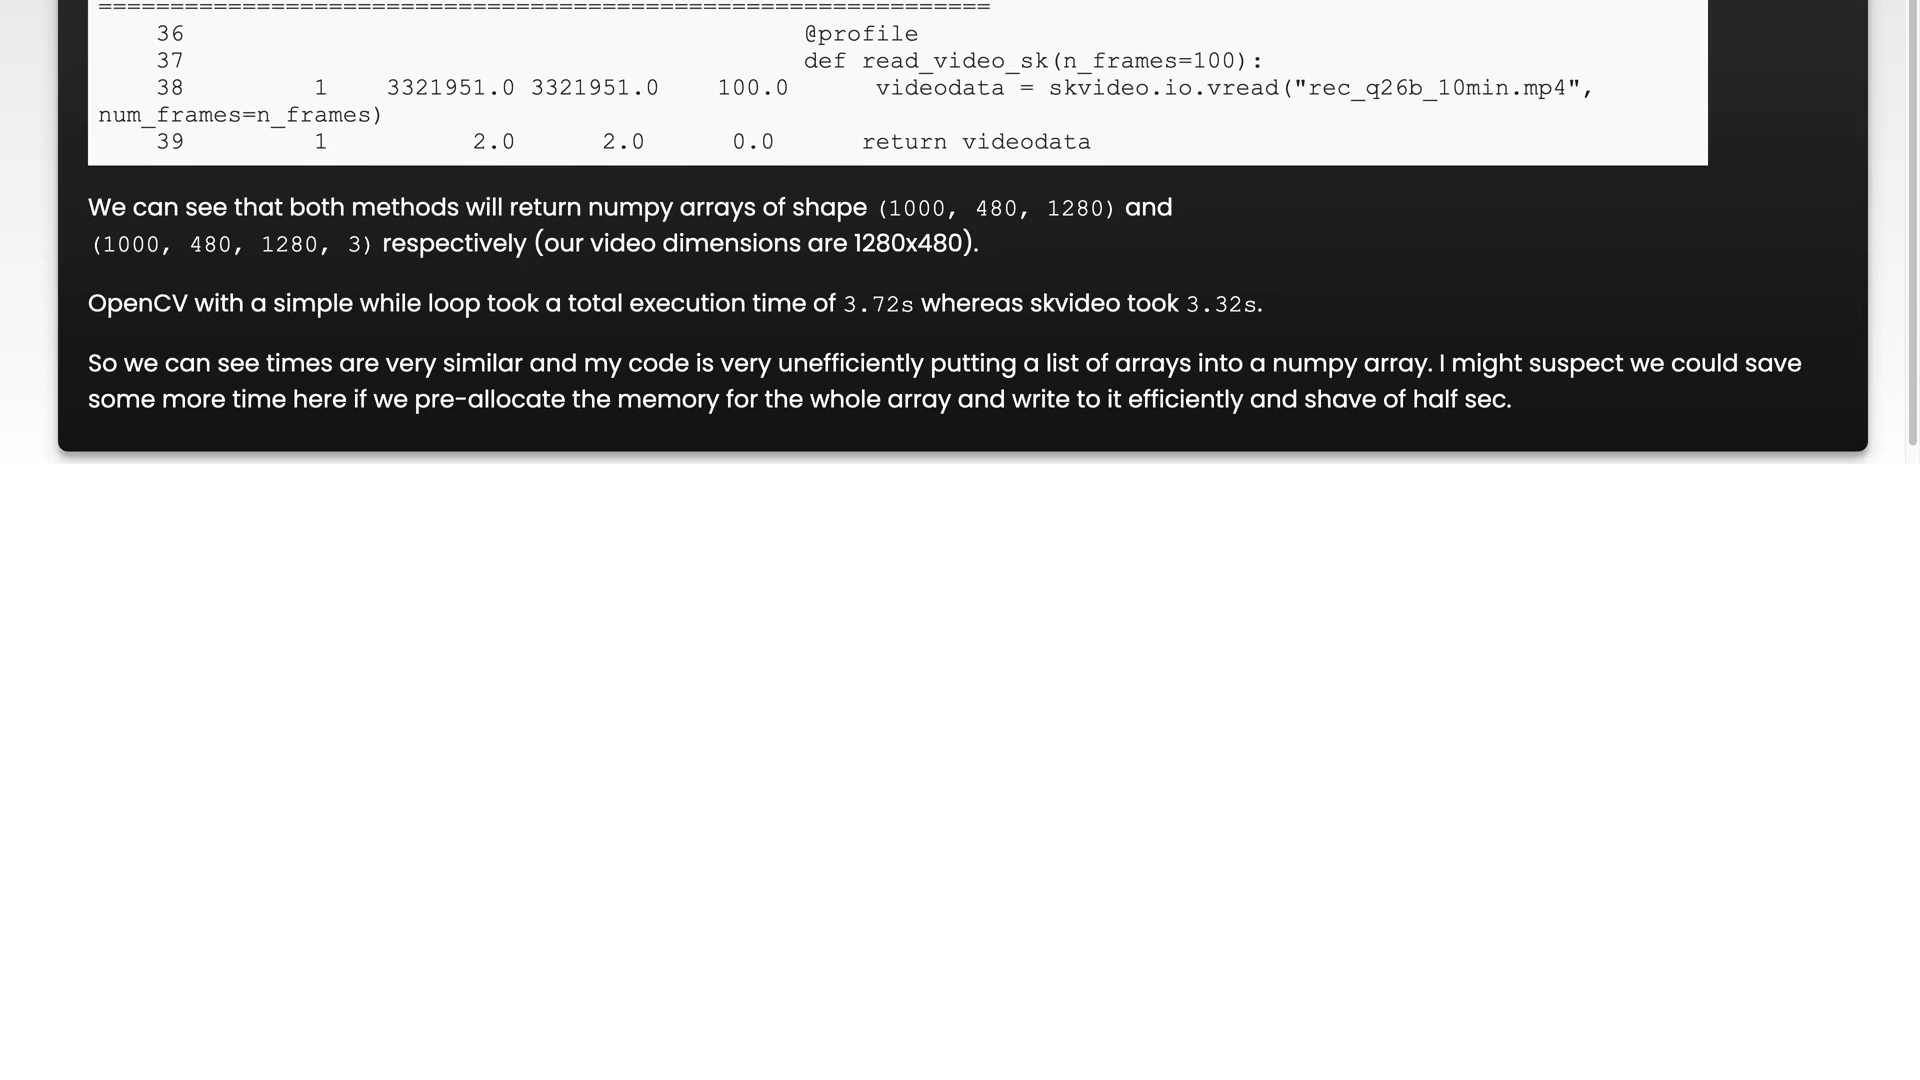 ==============================================================
36 @profile
37 def read_video_sk(n_frames=100):
38 1 3321951.0 3321951.0 100.0 videodata = skvideo.io.vread("rec_q26b_10min.mp4",
num_frames=n_frames)
39 1 2.0 2.0 0.0 return videodata
We can see that both methods will return numpy arrays of shape (1000, 480, 1280) and
(1000, 480, 1280, 3) respectively (our video dimensions are 1280x480).
OpenCV with a simple while loop took a total execution time of 3.72s whereas skvideo took 3.32s.
So we can see times are very similar and my code is very unefficiently putting a list of arrays into a numpy array. I might suspect we could save
some more time here if we pre-allocate the memory for the whole array and write to it efficiently and shave of half sec.